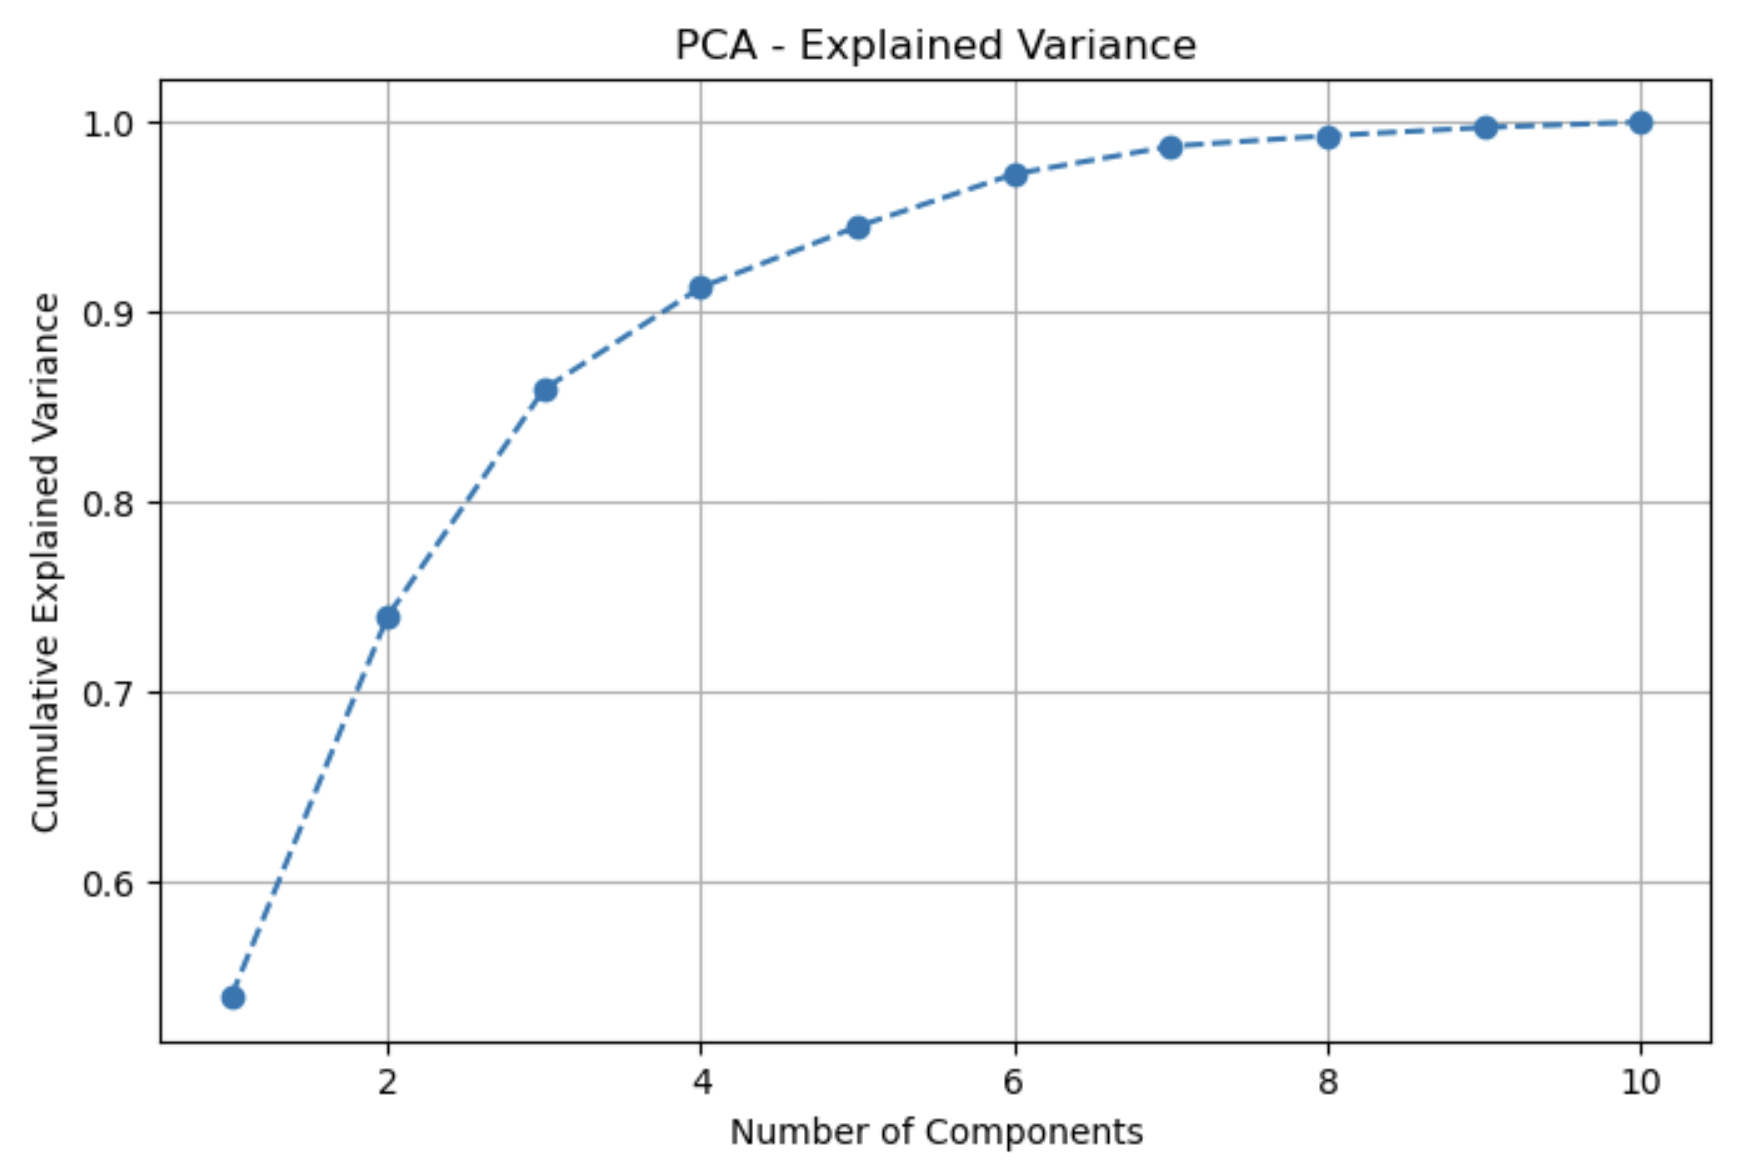 PCA - Explained Variance
1.0
0.9
0.8
0.7
0.6
Cumulative Explained Variance
2 4 6 8 10
Number of Components